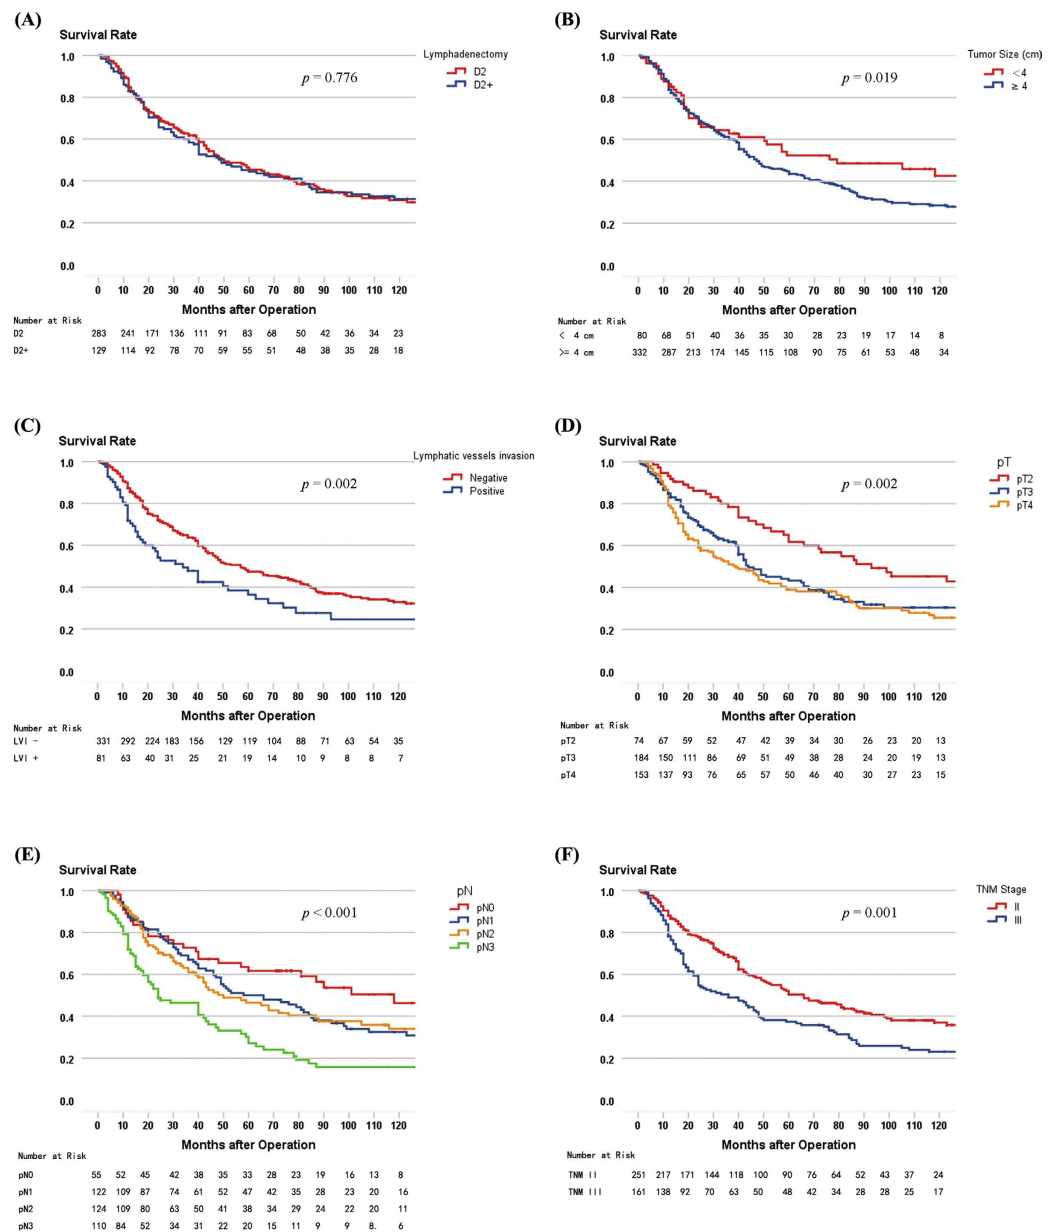 (A)
Survival Rate
Lymphadenectomy
D2
D2+
p = 0.776
1.0
0.8
0.6
0.4
0.2
0.0
0 10 20 30 40 50 60 70 80 90 100 110 120
Months after Operation
Number at Risk
D2 283 241 171 136 111 91 83 68 50 42 36 34 23
D2+ 129 114 92 78 70 59 55 51 48 38 35 28 18
(B)
Survival Rate
Tumor Size (cm)
<4
≥ 4
p = 0.019
1.0
0.8
0.6
0.4
0.2
0.0
0 10 20 30 40 50 60 70 80 90 100 110 120
Months after Operation
Number at Risk
< 4 cm 80 68 51 40 36 35 30 28 23 19 17 14 8
>= 4 cm 332 287 213 174 145 115 108 90 75 61 53 48 34
(C)
Survival Rate
Lymphatic vessels invasion
Negative
Positive
p = 0.002
1.0
0.8
0.6
0.4
0.2
0.0
0 10 20 30 40 50 60 70 80 90 100 110 120
Months after Operation
Number at Risk
LVI - 331 292 224 183 156 129 119 104 88 71 63 54 35
LVI + 81 63 40 31 25 21 19 14 10 9 8 8 7
(D)
Survival Rate
pT
pT2
pT3
pT4
p = 0.002
1.0
0.8
0.6
0.4
0.2
0.0
0 10 20 30 40 50 60 70 80 90 100 110 120
Months after Operation
Number at Risk
pT2 74 67 59 52 47 42 39 34 30 26 23 20 13
pT3 184 150 111 86 69 51 49 38 28 24 20 19 13
pT4 153 137 93 76 65 57 50 46 40 30 27 23 15
(E)
Survival Rate
pN
pN0
pN1
pN2
pN3
p < 0.001
1.0
0.8
0.6
0.4
0.2
0.0
0 10 20 30 40 50 60 70 80 90 100 110 120
Months after Operation
Number at Risk
pN0 55 52 45 42 38 35 33 28 23 19 16 13 8
pN1 122 109 87 74 61 52 47 42 35 28 23 20 16
pN2 124 109 80 63 50 41 38 34 29 24 22 20 11
pN3 110 84 52 34 31 22 20 15 11 9 9 8. 6
(F)
Survival Rate
TNM Stage
II
III
p = 0.001
1.0
0.8
0.6
0.4
0.2
0.0
0 10 20 30 40 50 60 70 80 90 100 110 120
Months after Operation
Number at Risk
TNM II 251 217 171 144 118 100 90 76 64 52 43 37 24
TNM III 161 138 92 70 63 50 48 42 34 28 28 25 17